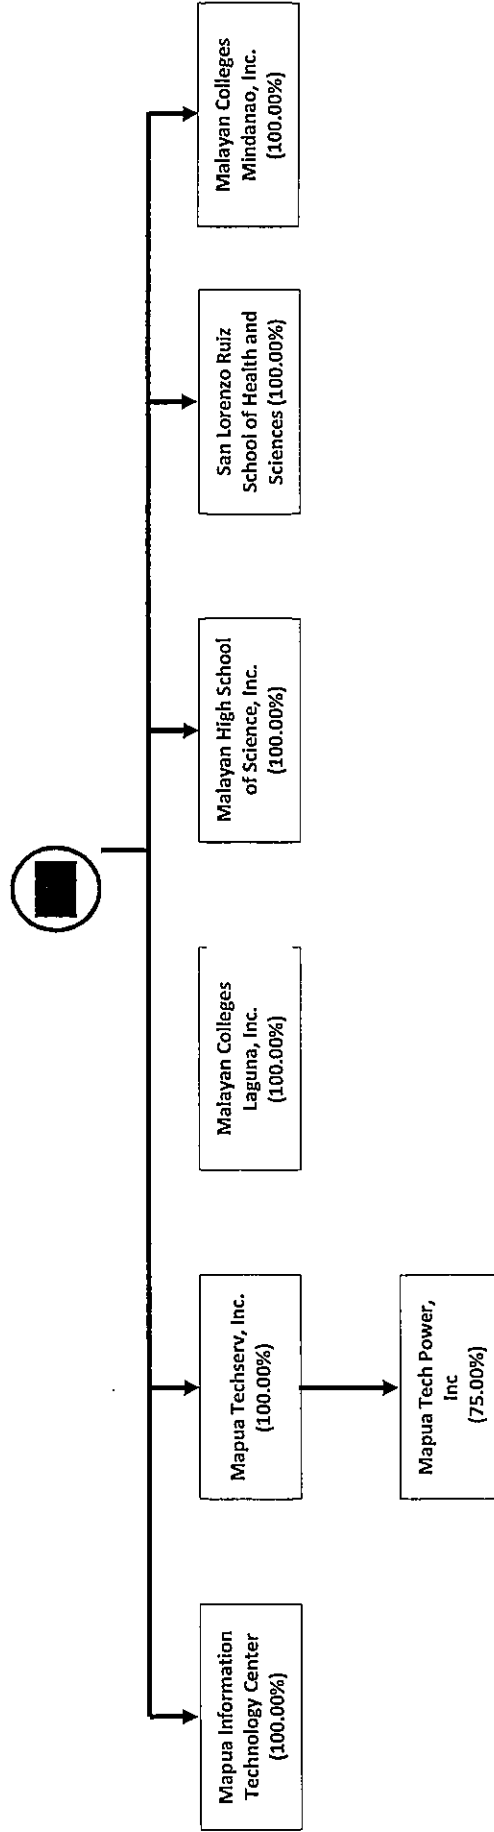 Mapua Information
Technology Center
(100.00%)
Mapua Techserv, Inc.
(100.00%)
Malayan Colleges
Laguna, Inc.
(100.00%)
Malayan High School
of Science, Inc.
(100.00%)
San Lorenzo Ruiz
School of Health and
Sciences (100.00%)
Malayan Colleges
Mindanao, Inc.
(100.00%)
Mapua Tech Power,
Inc
(75.00%)